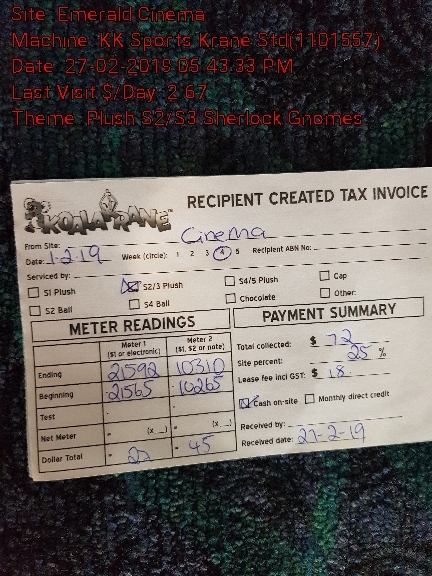 Site :Emerald Cinema
Machine :KK Sports Krane Std(1101557)
Date :27-02-2019 05:43:33 PM
Last Visit $/Day :2.67
Theme :Plush S2/S3 Sherlock Gnomes
KOALA KRANE™
RECIPIENT CREATED TAX INVOICE
From Site: Cinema
Date: 1-2-19 Week (circle): 1 2 3 4 5 Recipient ABN No:
Serviced by:
S1 Plush S2/3 Plush S4/5 Plush Cap
S2 Ball S4 Ball Chocolate Other:
METER READINGS
PAYMENT SUMMARY
Meter 1 ($1 or electronic)
Meter 2 ($1, $2 or note)
Ending 21592 10310
Beginning 21565 10265
Test
Net Meter (x _) (x _)
Dollar Total = 27 = 45
Total collected: $ 72
Site percent: 25 %
Lease fee incl GST: $ 18.
Cash on-site Monthly direct credit
Received by:
Received date: 27-2-19